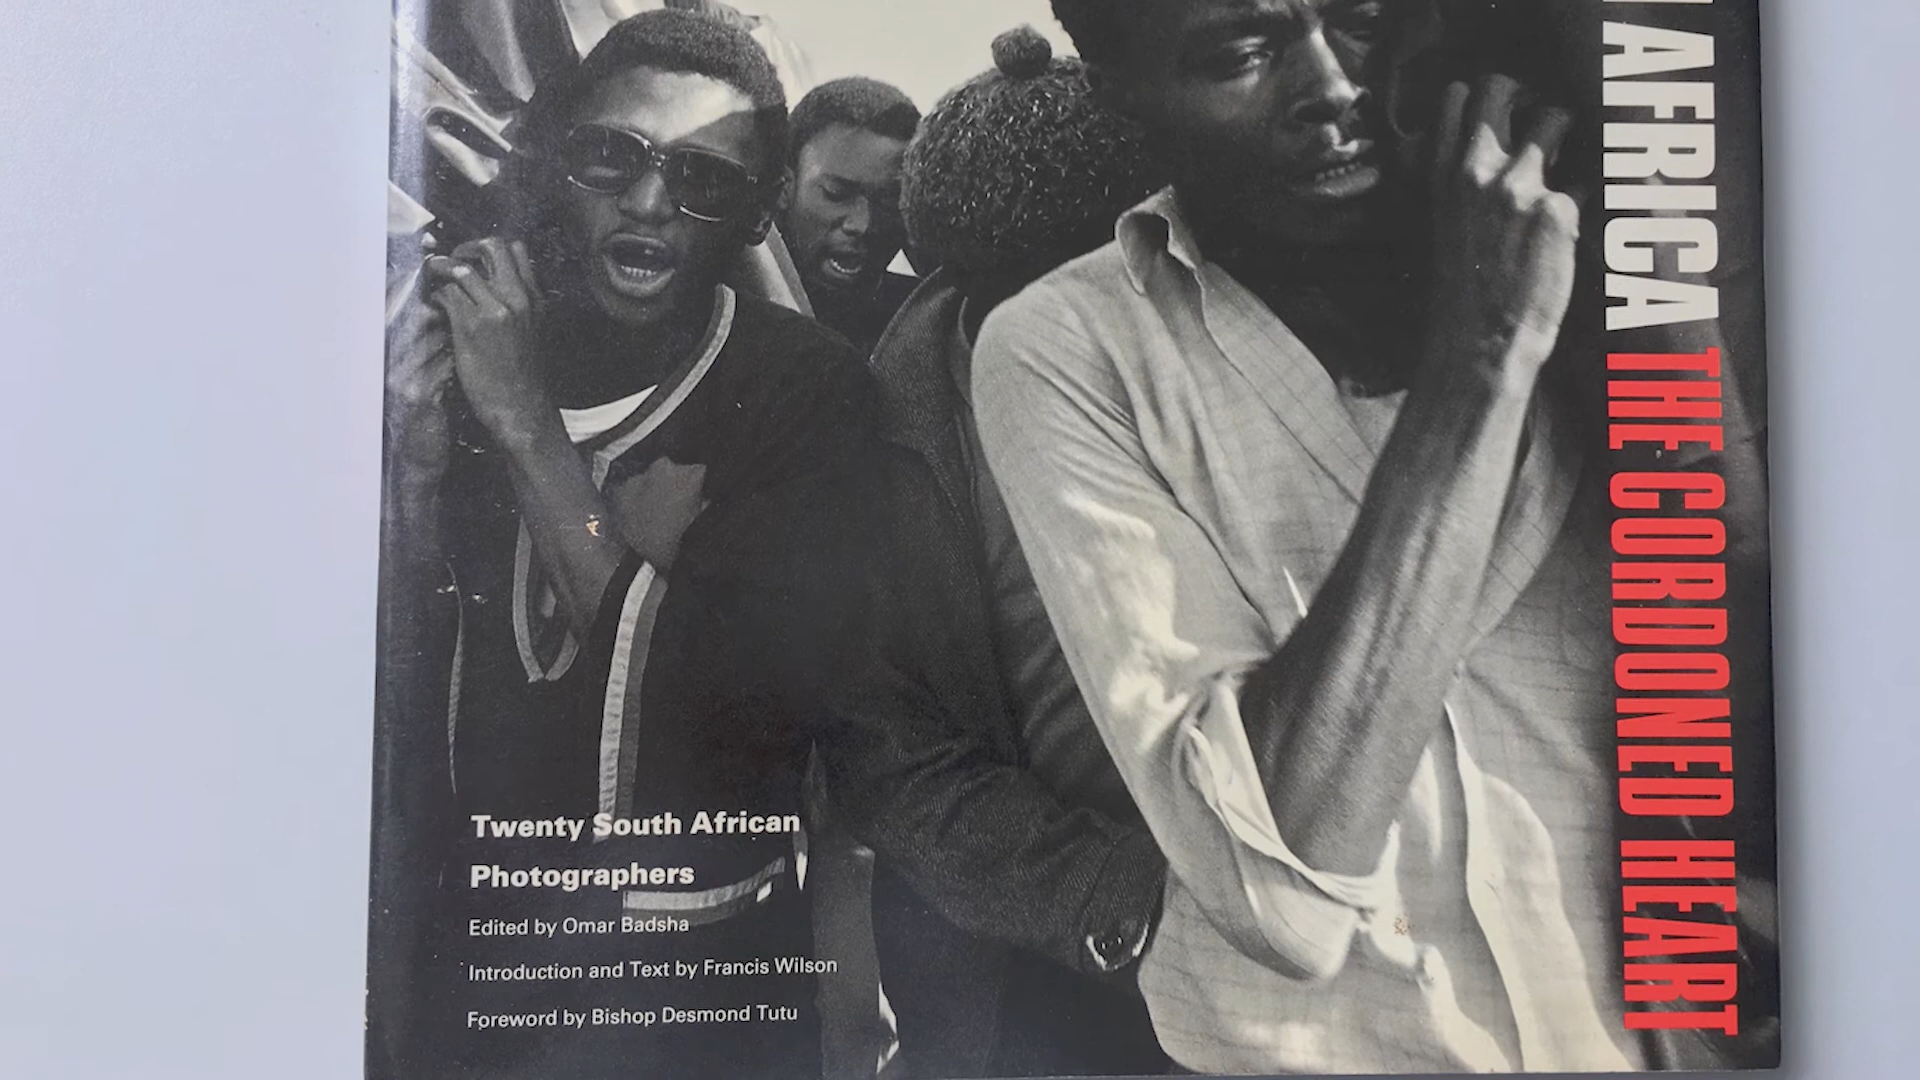 AFRICA THE CORDONED HEART
Twenty South African
Photographers
Edited by Omar Badsha
Introduction and Text by Francis Wilson
Foreword by Bishop Desmond Tutu